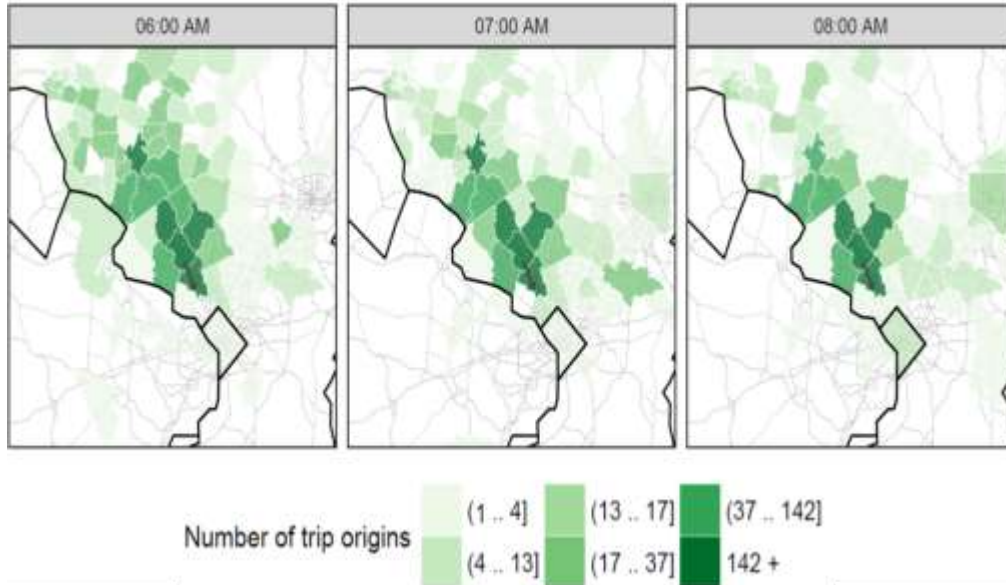 06:00 AM 07:00 AM 08:00 AM
Number of trip origins
(1 .. 4] (13 .. 17] (37 .. 142]
(4 .. 13] (17 .. 37] 142 +